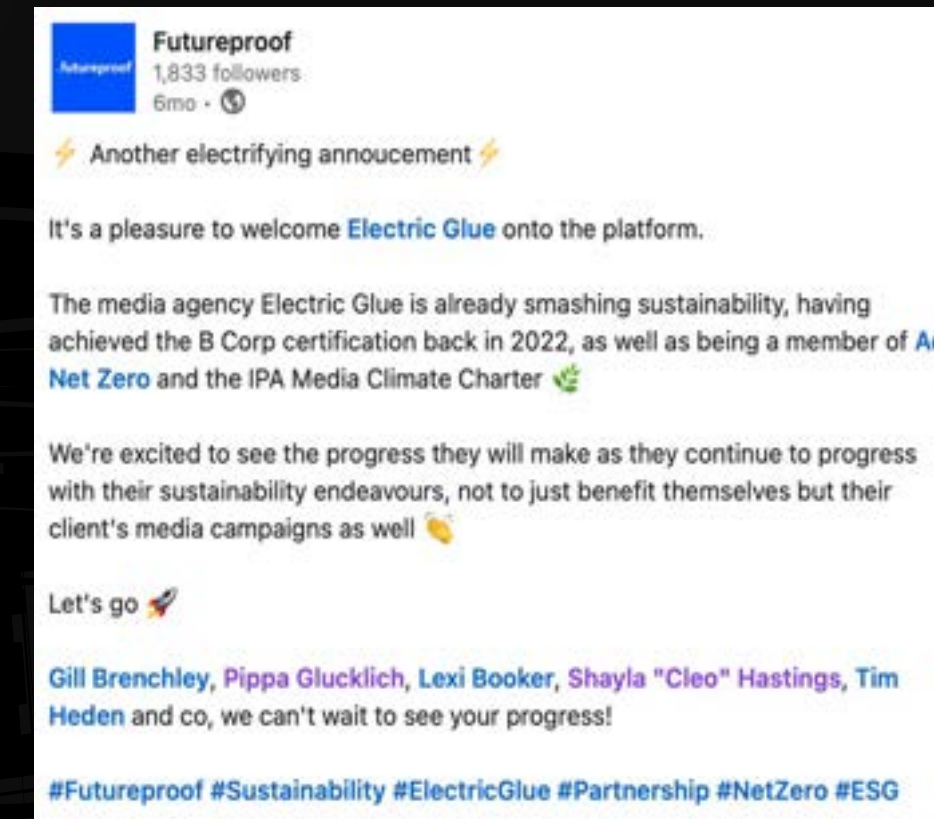 futureproof
Futureproof
1,833 followers
6mo •
⚡ Another electrifying annoucement ⚡
It's a pleasure to welcome Electric Glue onto the platform.
The media agency Electric Glue is already smashing sustainability, having
achieved the B Corp certification back in 2022, as well as being a member of
Net Zero and the IPA Media Climate Charter 🌿
We're excited to see the progress they will make as they continue to progress
with their sustainability endeavours, not to just benefit themselves but their
client's media campaigns as well 👏
Let's go 🚀
Gill Brenchley, Pippa Glucklich, Lexi Booker, Shayla "Cleo" Hastings, Tim
Heden and co, we can't wait to see your progress!
#Futureproof #Sustainability #ElectricGlue #Partnership #NetZero #ESG